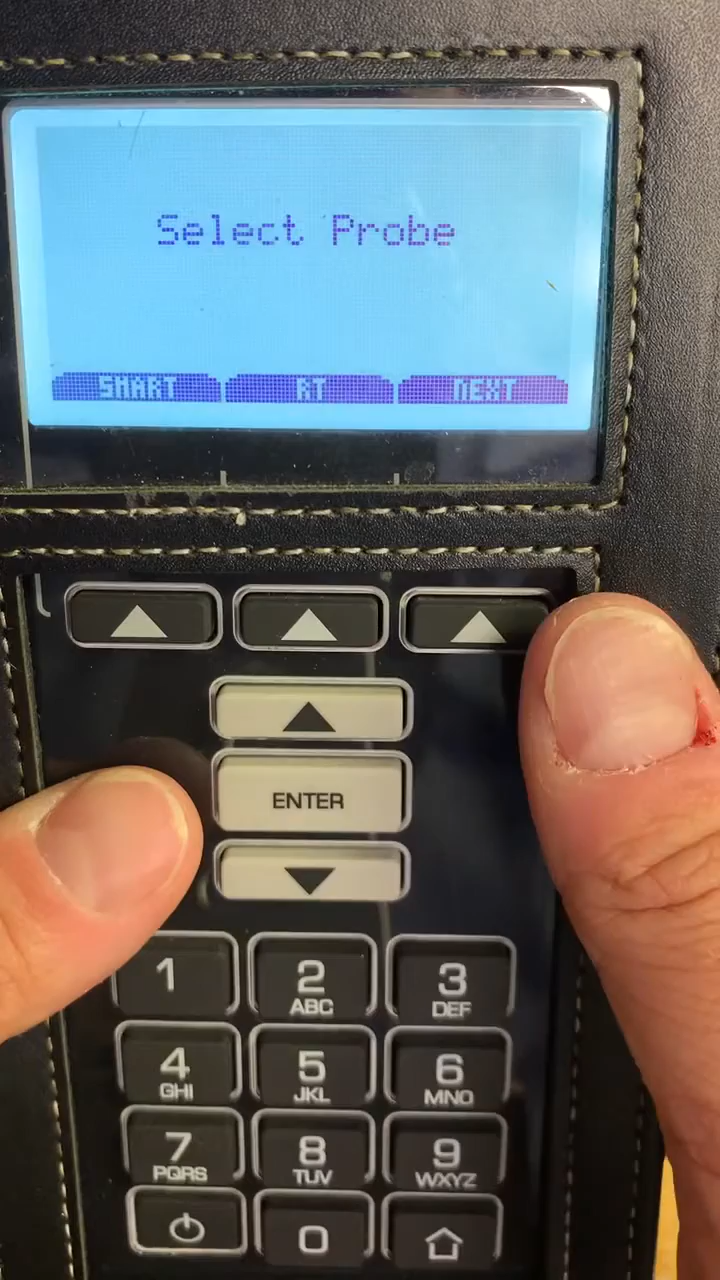 Select Probe
SMART RT NEXT
ENTER
1 2 3
ABC DEF
4 5 6
GHI JKL MNO
7 8 9
PQRS TUV WXYZ
0